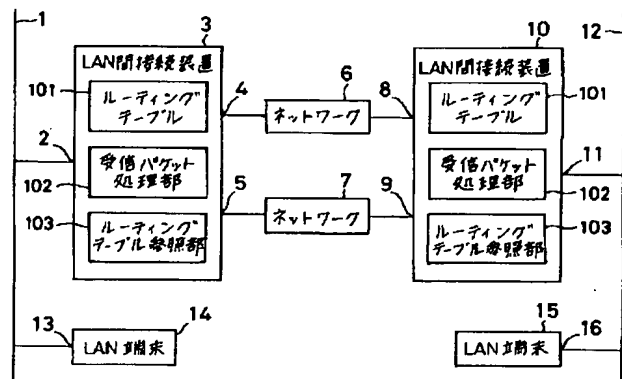 1
3
10
12
LAN間接続装置
LAN間接続装置
101
ルーティング
テーブル
4
6
8
ルーティング
テーブル
101
ネットワーク
2
受信パケット
処理部
102
受信パケット
処理部
11
102
5
7
9
ネットワーク
103
ルーティング
テーブル参照部
ルーティング
テーブル参照部
103
13
14
LAN端末
15
16
LAN端末